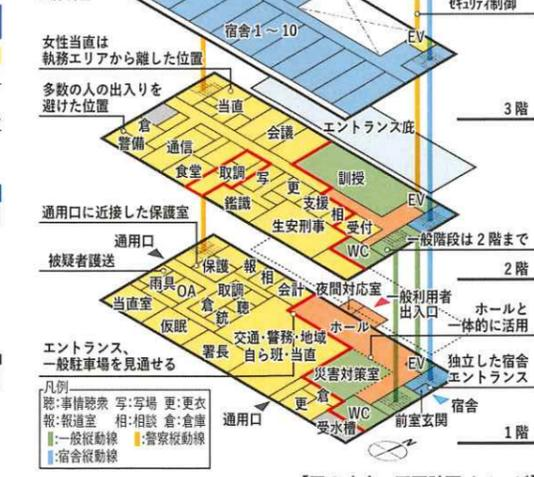 セキュリティ制御
宿舎1〜10
EV
女性当直は
執務エリアから離した位置
多数の人の出入りを
避けた位置
3階
当直
倉
警備
会議
エントランス庇
通信
食堂
取調
写
訓授
更
鑑識
支援
EV
相
受付
生安刑事
WC
一般階段は2階まで
2階
通用口に近接した保護室
通用口
被疑者護送
保護
報
相
雨具
OA
取調
会計
夜間対応室
一般利用者
出入口
当直室
倉
聴
銃
ホール
ホールと
一体的に活用
仮眠
交通・警務・地域
自ら班・当直
署長
エントランス、
一般駐車場を見通せる
災害対策室
EV
独立した宿舎
エントランス
更
倉
WC
宿舎
通用口
受水槽
前室玄関
N
1階
凡例
聴:事情聴衆 写:写場 更:更衣
報:報道室 相:相談 倉:倉庫
:一般縦動線 :警察縦動線
:宿舎縦動線